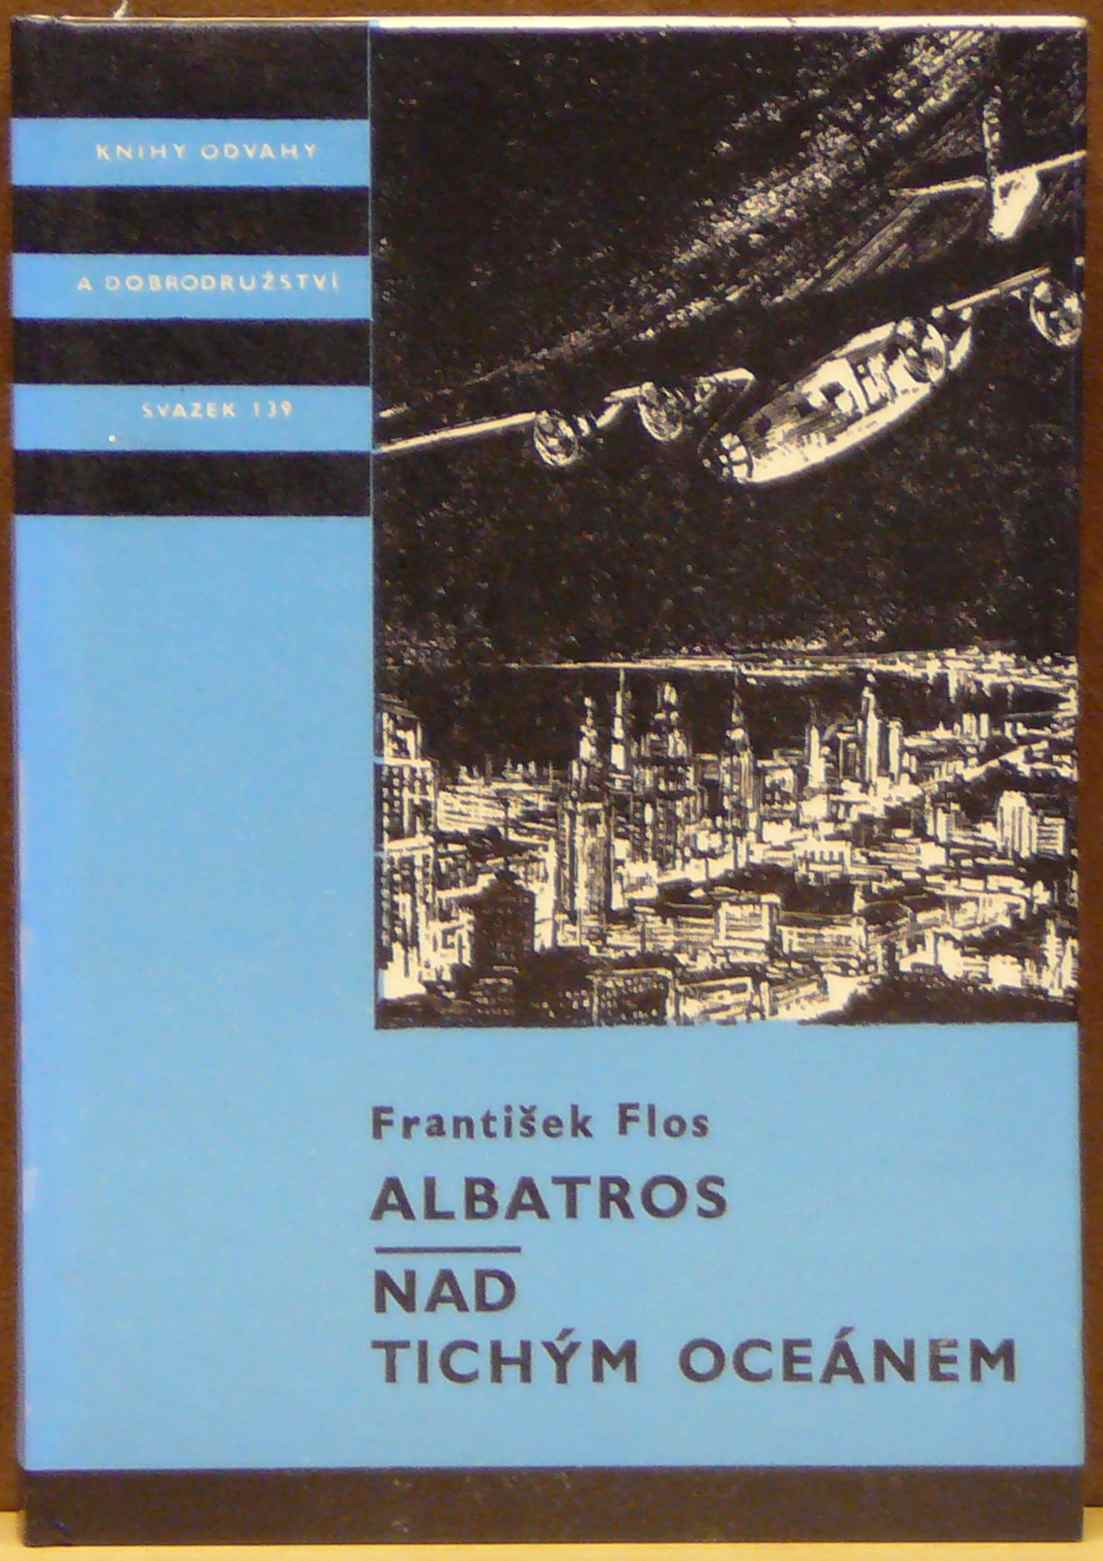 KNIHY ODVAHY
A DOBRODRUŽSTVÍ
SVAZEK 139
František Flos
ALBATROS
NAD
TICHÝM OCEÁNEM